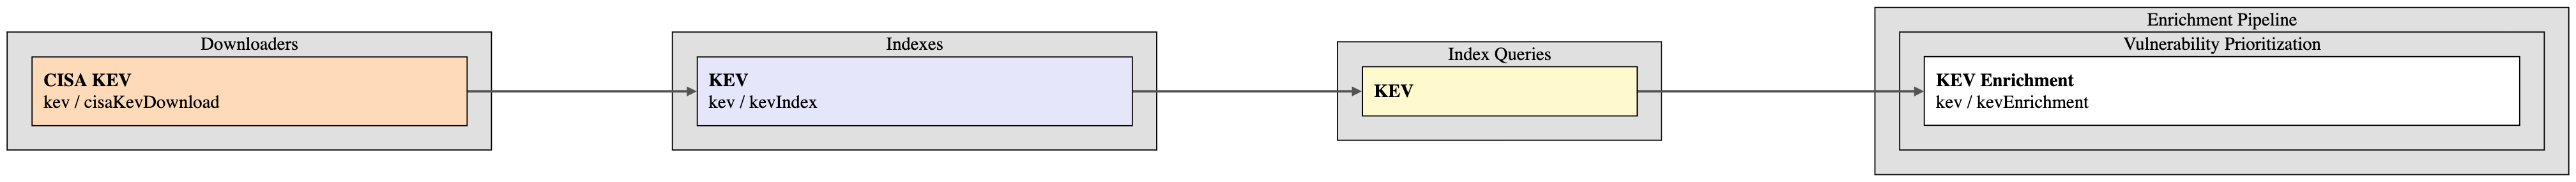 Downloaders
CISA KEV
kev / cisaKevDownload
Indexes
KEV
kev / kevIndex
Index Queries
KEV
Enrichment Pipeline
Vulnerability Prioritization
KEV Enrichment
kev / kevEnrichment